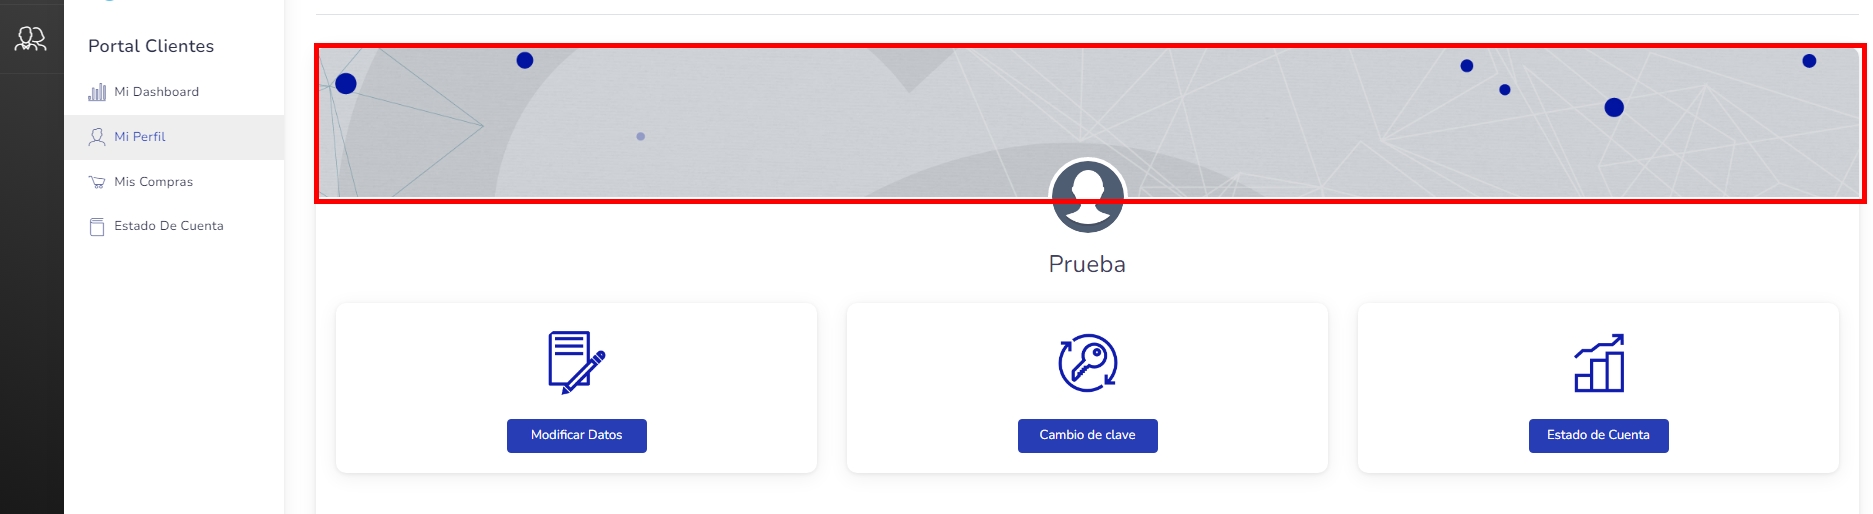 Portal Clientes
Mi Dashboard
Mi Perfil
Mis Compras
Estado De Cuenta
Prueba
Modificar Datos
Cambio de clave
Estado de Cuenta